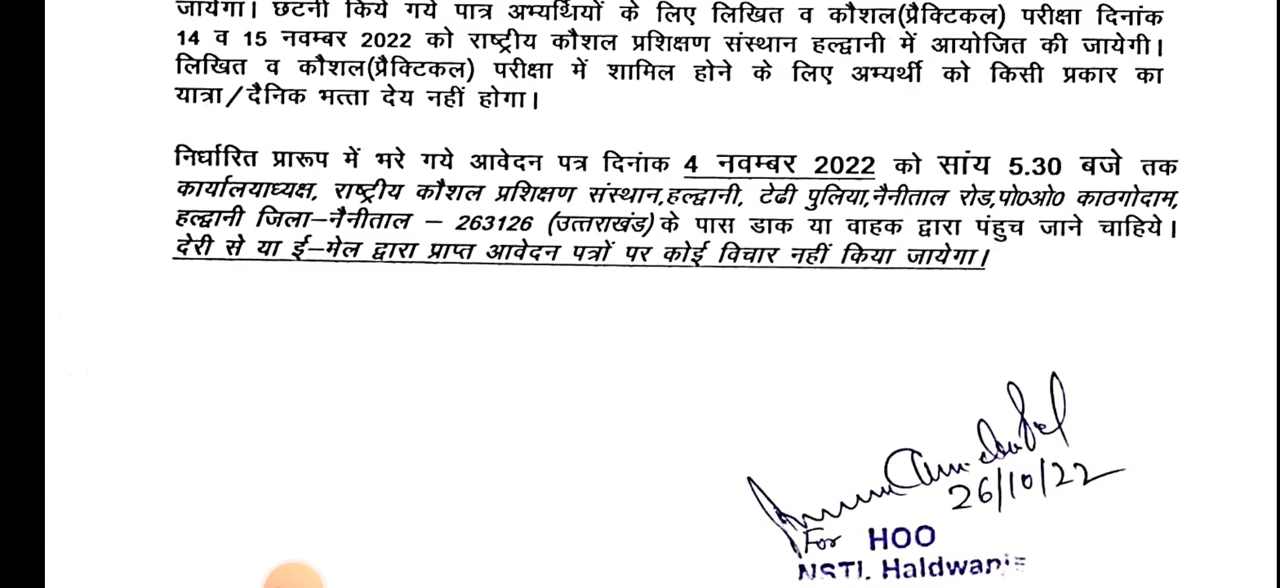 जायेगा। छटनी किये गये पात्र अभ्यर्थियों के लिए लिखित व कौशल(प्रैक्टिकल) परीक्षा दिनांक
14 व 15 नवम्बर 2022 को राष्ट्रीय कौशल प्रशिक्षण संस्थान हल्द्वानी में आयोजित की जायेगी।
लिखित व कौशल(प्रैक्टिकल) परीक्षा में शामिल होने के लिए अभ्यर्थी को किसी प्रकार का
यात्रा/दैनिक भत्ता देय नहीं होगा।
निर्धारित प्रारूप में भरे गये आवेदन पत्र दिनांक 4 नवम्बर 2022 को सांय 5.30 बजे तक
कार्यालयाध्यक्ष, राष्ट्रीय कौशल प्रशिक्षण संस्थान,हल्द्वानी, टेढी पुलिया,नैनीताल रोड,पो0ओ0 काठगोदाम,
हल्द्वानी जिला–नैनीताल – 263126 (उत्तराखंड) के पास डाक या वाहक द्वारा पंहुच जाने चाहिये।
देरी से या ई–मेल द्वारा प्राप्त आवेदन पत्रों पर कोई विचार नहीं किया जायेगा।
26/10/22
For HOO
NSTI. Haldwani